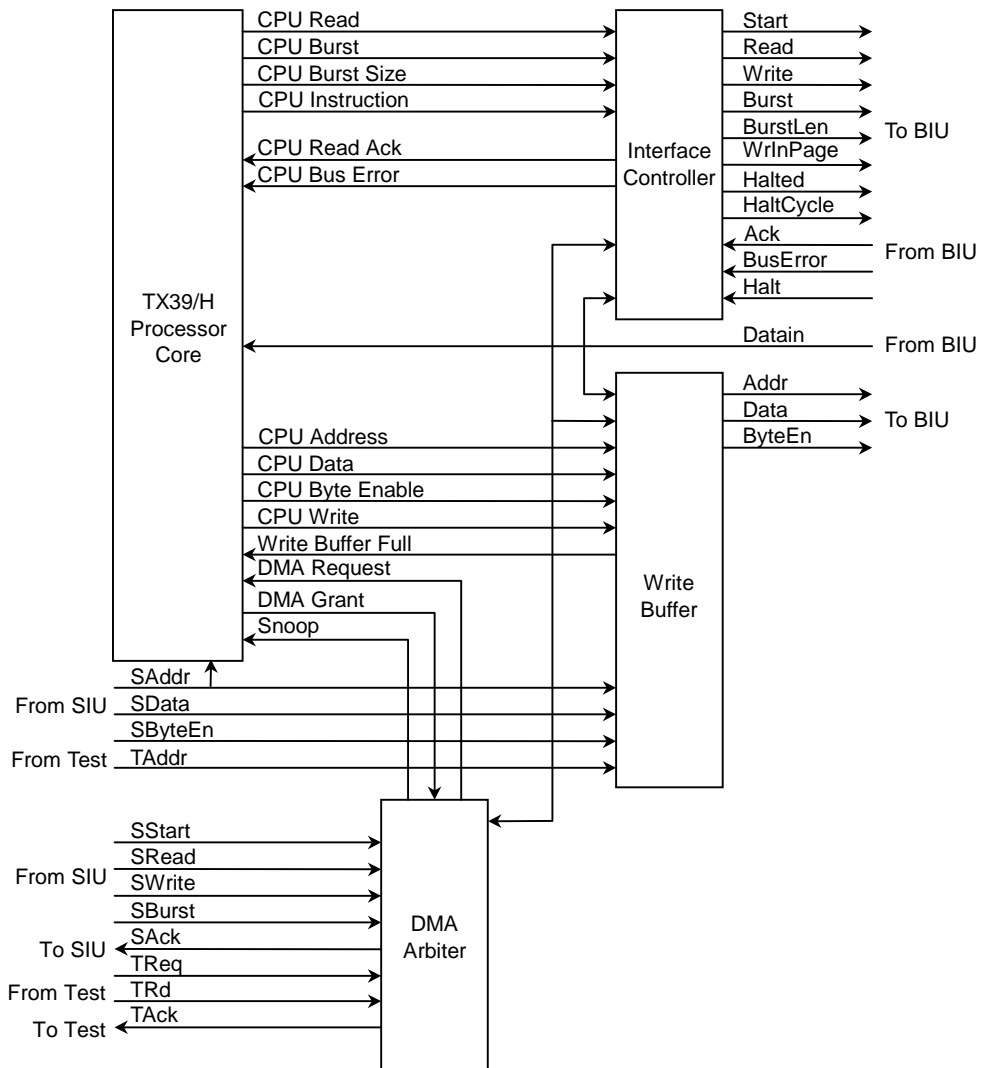 CPU Read
CPU Burst
CPU Burst Size
CPU Instruction
CPU Read Ack
CPU Bus Error
TX39/H
Processor
Core
Interface
Controller
Start
Read
Write
Burst
BurstLen
WrInPage
Halted
HaltCycle
To BIU
Ack
BusError
Halt
From BIU
Datain
From BIU
Addr
Data
ByteEn
To BIU
CPU Address
CPU Data
CPU Byte Enable
CPU Write
Write Buffer Full
DMA Request
DMA Grant
Snoop
Write
Buffer
SAddr
From SIU
SData
SByteEn
From Test
TAddr
SStart
SRead
From SIU
SWrite
SBurst
To SIU
SAck
TReq
From Test
TRd
To Test
TAck
DMA
Arbiter